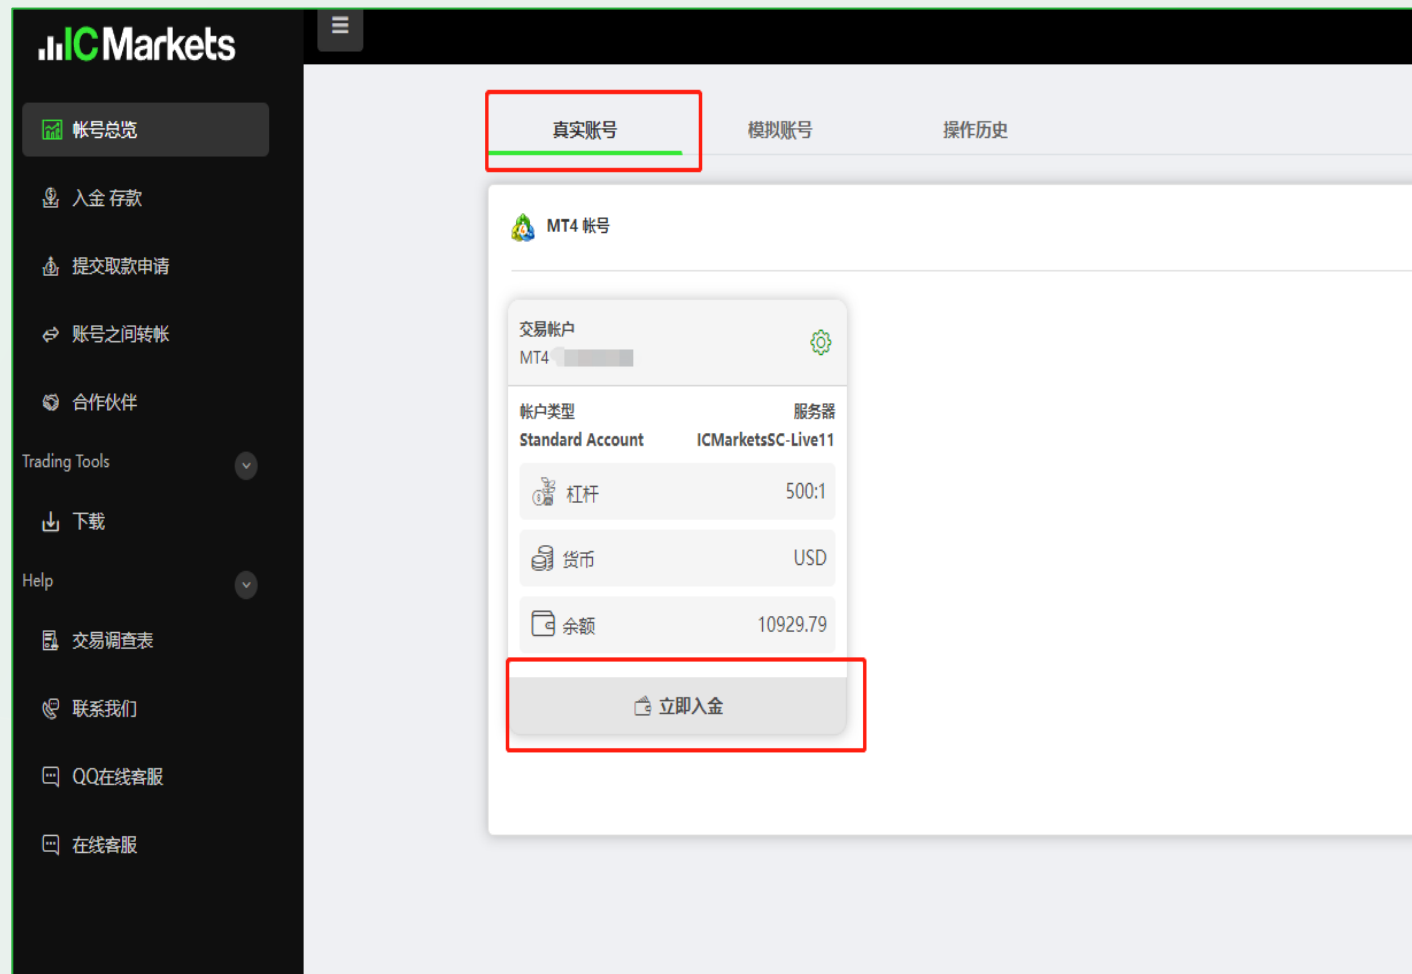 ICMarkets
帐号总览
入金 存款
提交取款申请
账号之间转帐
合作伙伴
Trading Tools
下载
Help
交易调查表
联系我们
QQ在线客服
在线客服
真实账号 模拟账号 操作历史
MT4 帐号
交易帐户
MT4
帐户类型 服务器
Standard Account ICMarketsSC-Live11
杠杆 500:1
货币 USD
余额 10929.79
立即入金